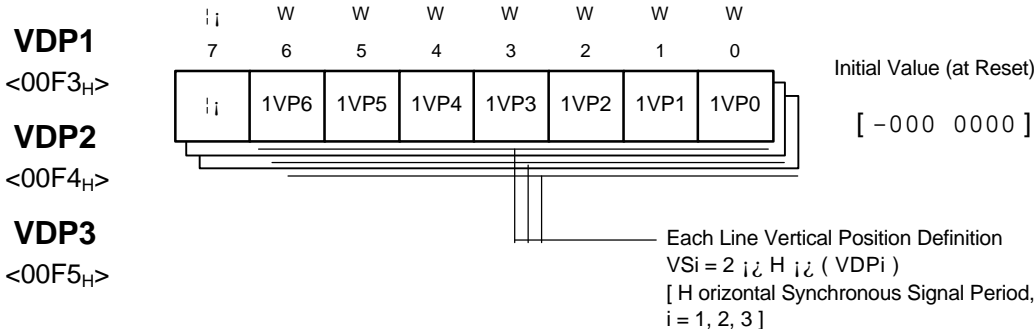 ¦¡ W W W W W W W
VDP1 7 6 5 4 3 2 1 0
<00F3H> Initial Value (at Reset)
¦¡ 1VP6 1VP5 1VP4 1VP3 1VP2 1VP1 1VP0
VDP2 [ –000 0000 ]
<00F4H>
VDP3
<00F5H>
Each Line Vertical Position Definition
VSi = 2 ¡¿ H ¡¿ ( VDPi )
[ H orizontal Synchronous Signal Period,
i = 1, 2, 3 ]